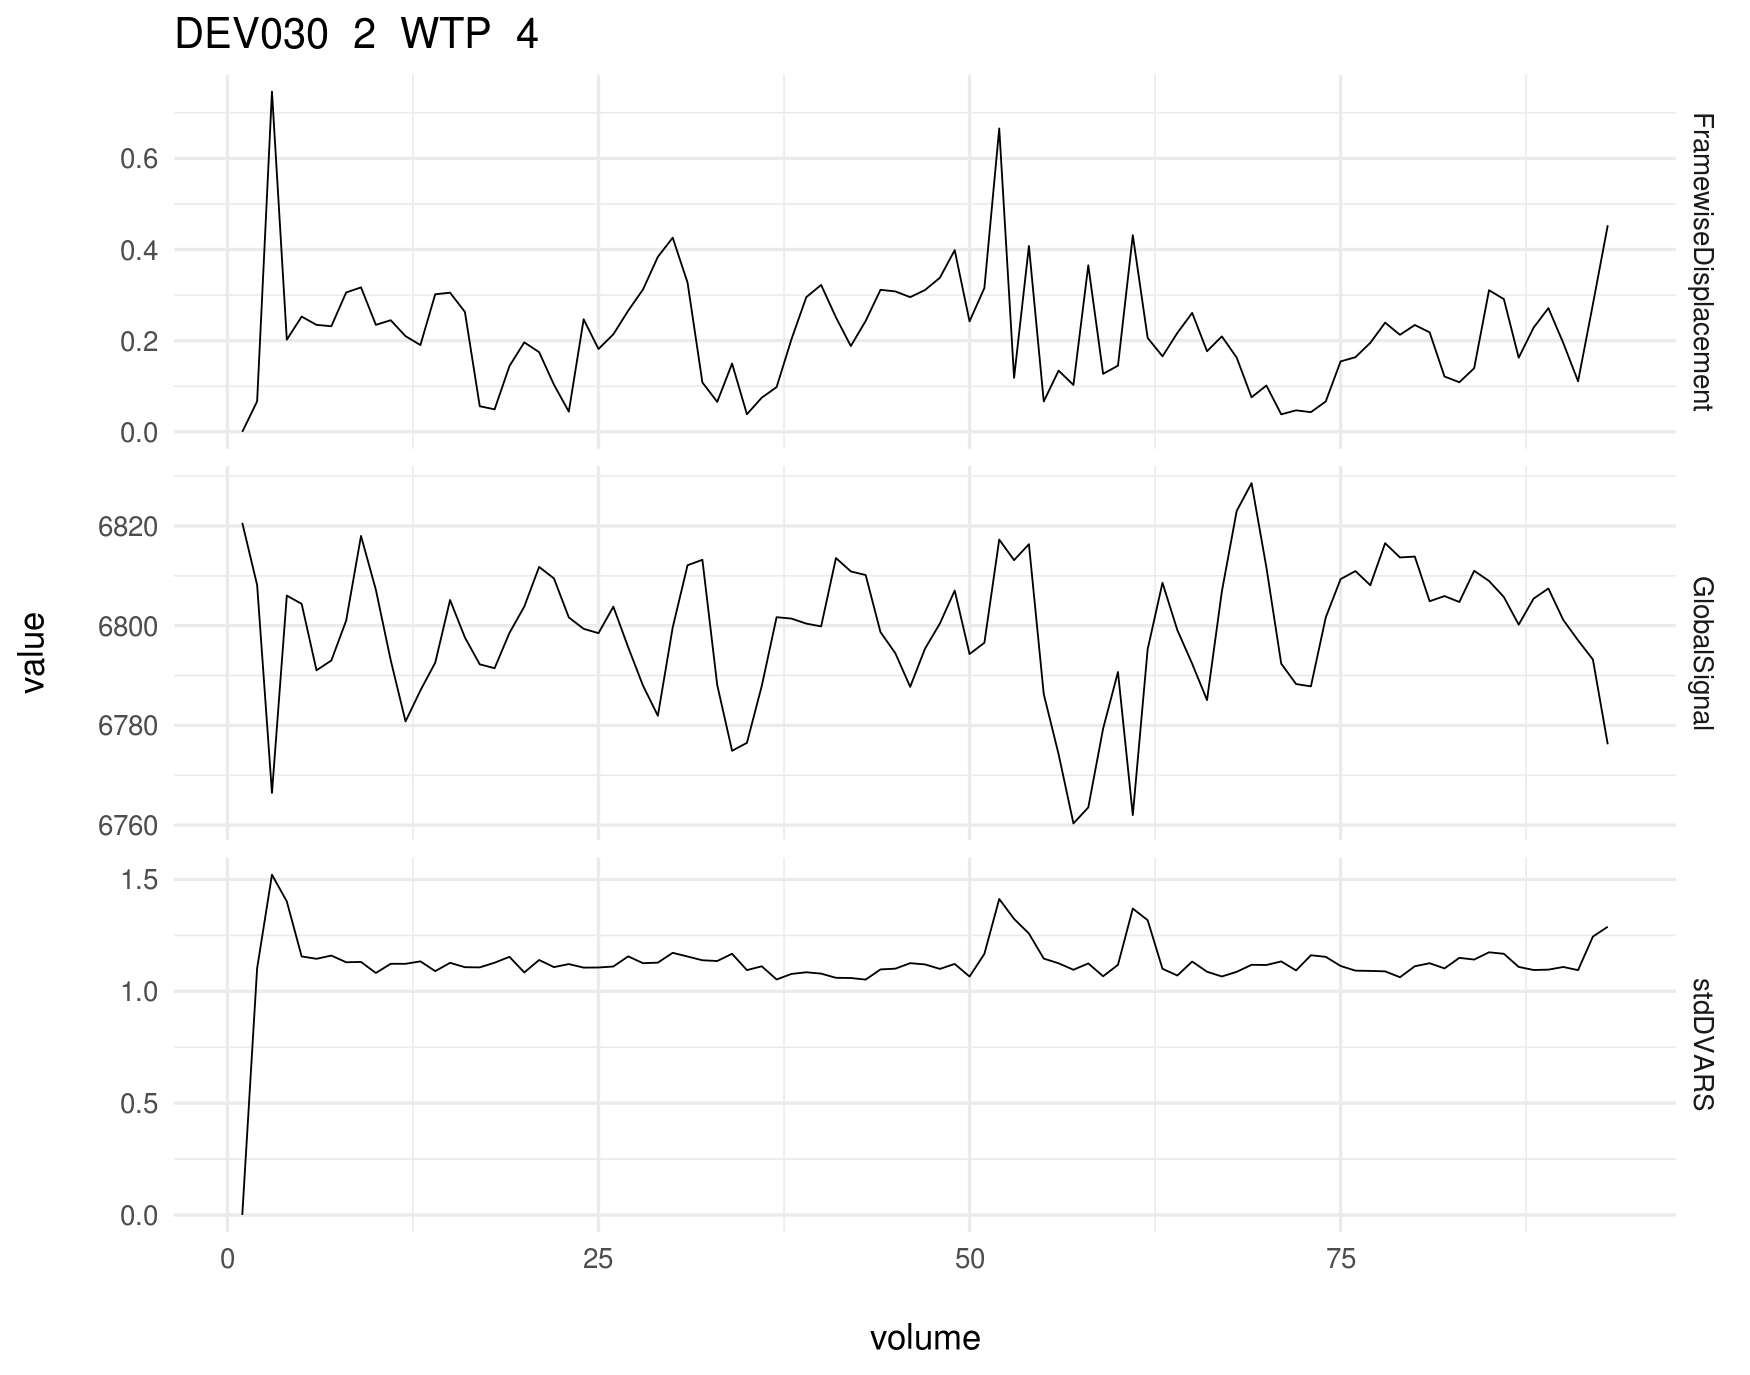 DEV030  2  WTP  4
0.6
0.4
0.2
0.0
FramewiseDisplacement
6820
6800
6780
6760
GlobalSignal
value
1.5
1.0
0.5
0.0
stdDVARS
0 25 50 75
volume